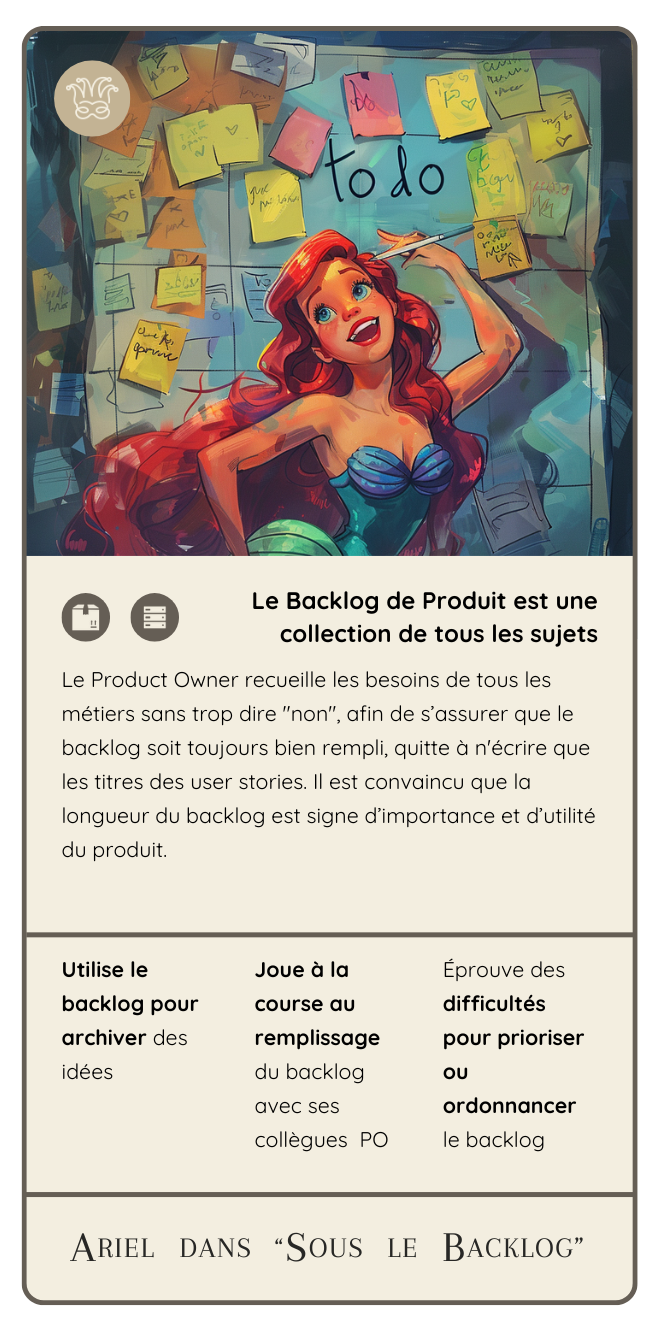 to do
Le Backlog de Produit est une
collection de tous les sujets
Le Product Owner recueille les besoins de tous les
métiers sans trop dire "non", afin de s’assurer que le
backlog soit toujours bien rempli, quitte à n'écrire que
les titres des user stories. Il est convaincu que la
longueur du backlog est signe d’importance et d’utilité
du produit.
Utilise le
backlog pour
archiver des
idées
Joue à la
course au
remplissage
du backlog
avec ses
collègues PO
Éprouve des
difficultés
pour prioriser
ou
ordonnancer
le backlog
Ariel dans “Sous le Backlog”